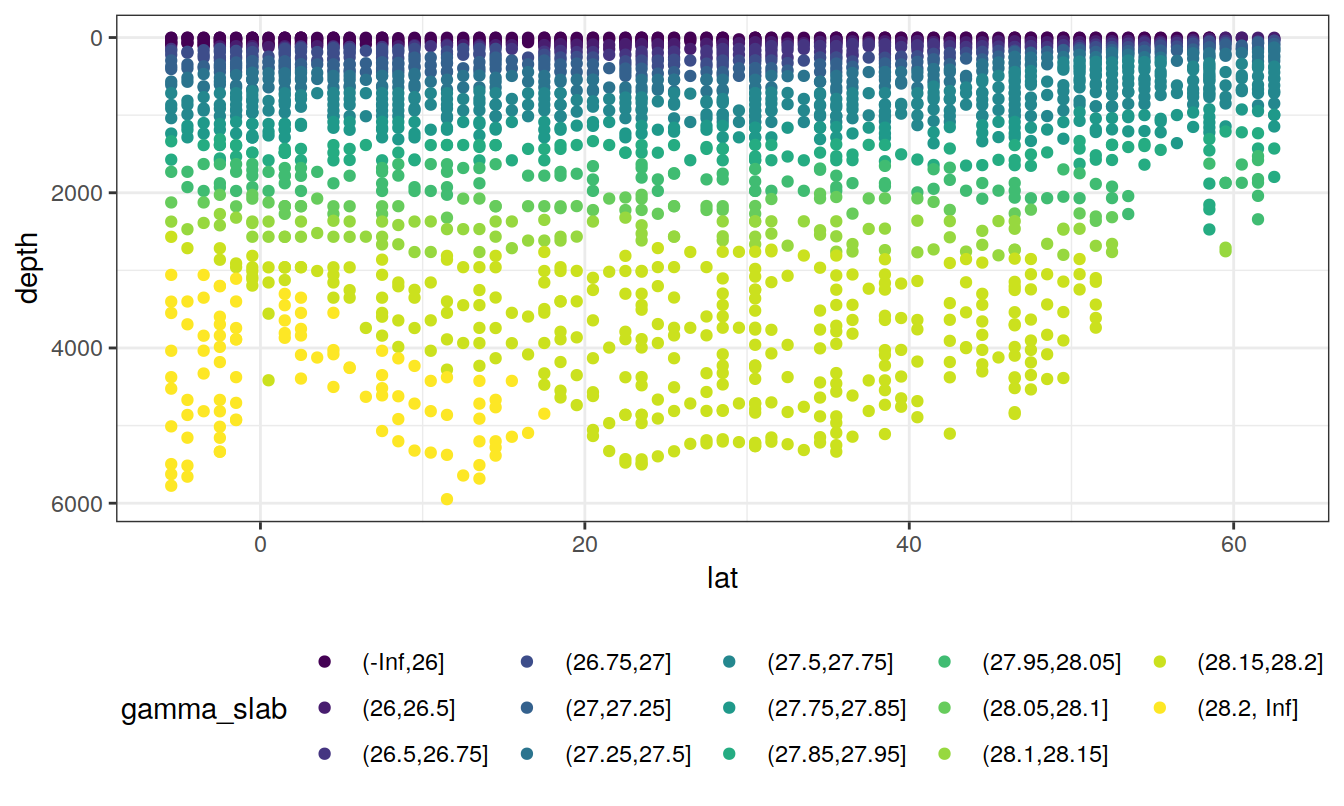 0
2000
4000
6000
depth
0 20 40 60
lat
gamma_slab
(-Inf,26] (26.75,27] (27.5,27.75] (27.95,28.05] (28.15,28.2]
(26,26.5] (27,27.25] (27.75,27.85] (28.05,28.1] (28.2, Inf]
(26.5,26.75] (27.25,27.5] (27.85,27.95] (28.1,28.15]